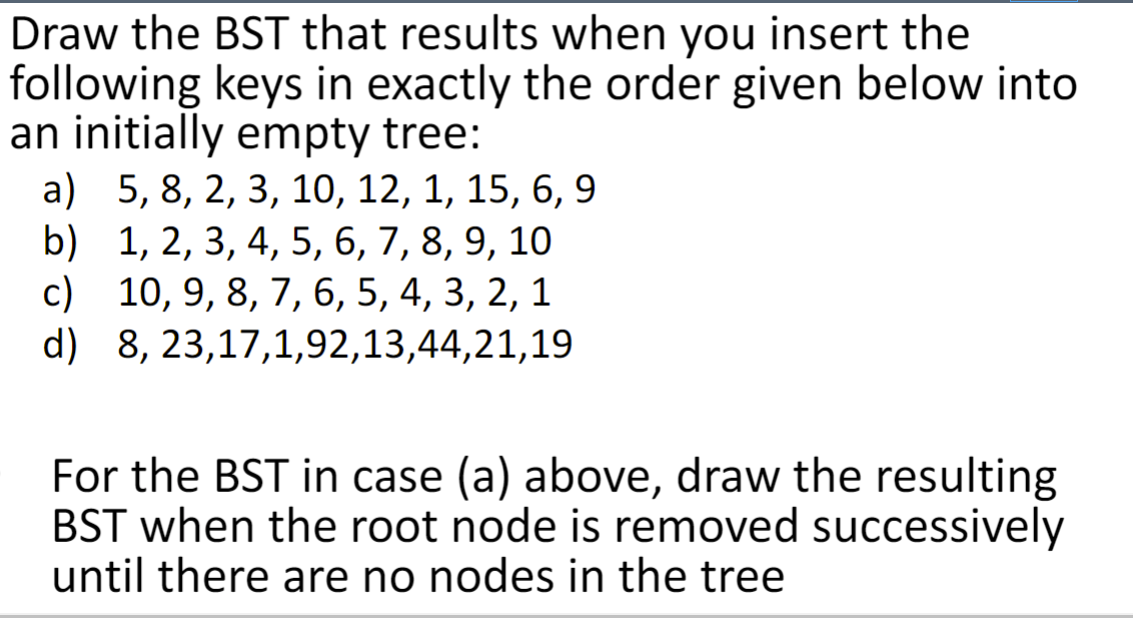 Draw the BST that results when you insert the
following keys in exactly the order given below into
an initially empty tree:
a) 5, 8, 2, 3, 10, 12, 1, 15, 6, 9
b) 1, 2, 3, 4, 5, 6, 7, 8, 9, 10
c) 10, 9, 8, 7, 6, 5, 4, 3, 2, 1
d) 8, 23,17,1,92,13,44,21,19
For the BST in case (a) above, draw the resulting
BST when the root node is removed successively
until there are no nodes in the tree